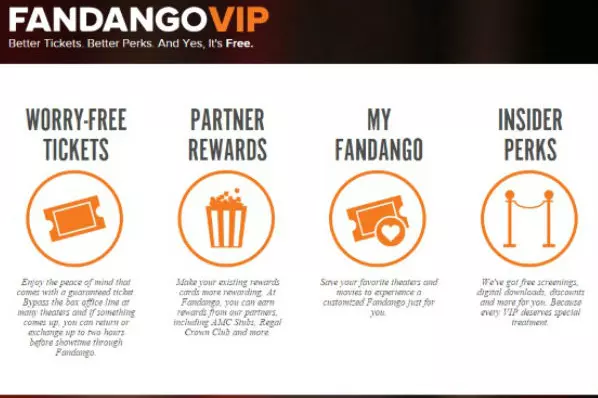 FANDANGOVIP
Better Tickets. Better Perks. And Yes, It's Free.
WORRY-FREE
TICKETS
Enjoy the peace of mind that
comes with a guaranteed ticket
Bypass the box office line at
many theaters and if something
comes up, you can return or
exchange up to two hours
before showtime through
Fandango.
PARTNER
REWARDS
Make your existing rewards
cards more rewarding. At
Fandango, you can earn
rewards from our partners,
including AMC Stubs, Regal
Crown Club and more.
MY
FANDANGO
Save your favorite theaters and
movies to experience a
customized Fandango just for
you.
INSIDER
PERKS
We've got free screenings,
digital downloads, discounts
and more for you. Because
every VIP deserves special
treatment.